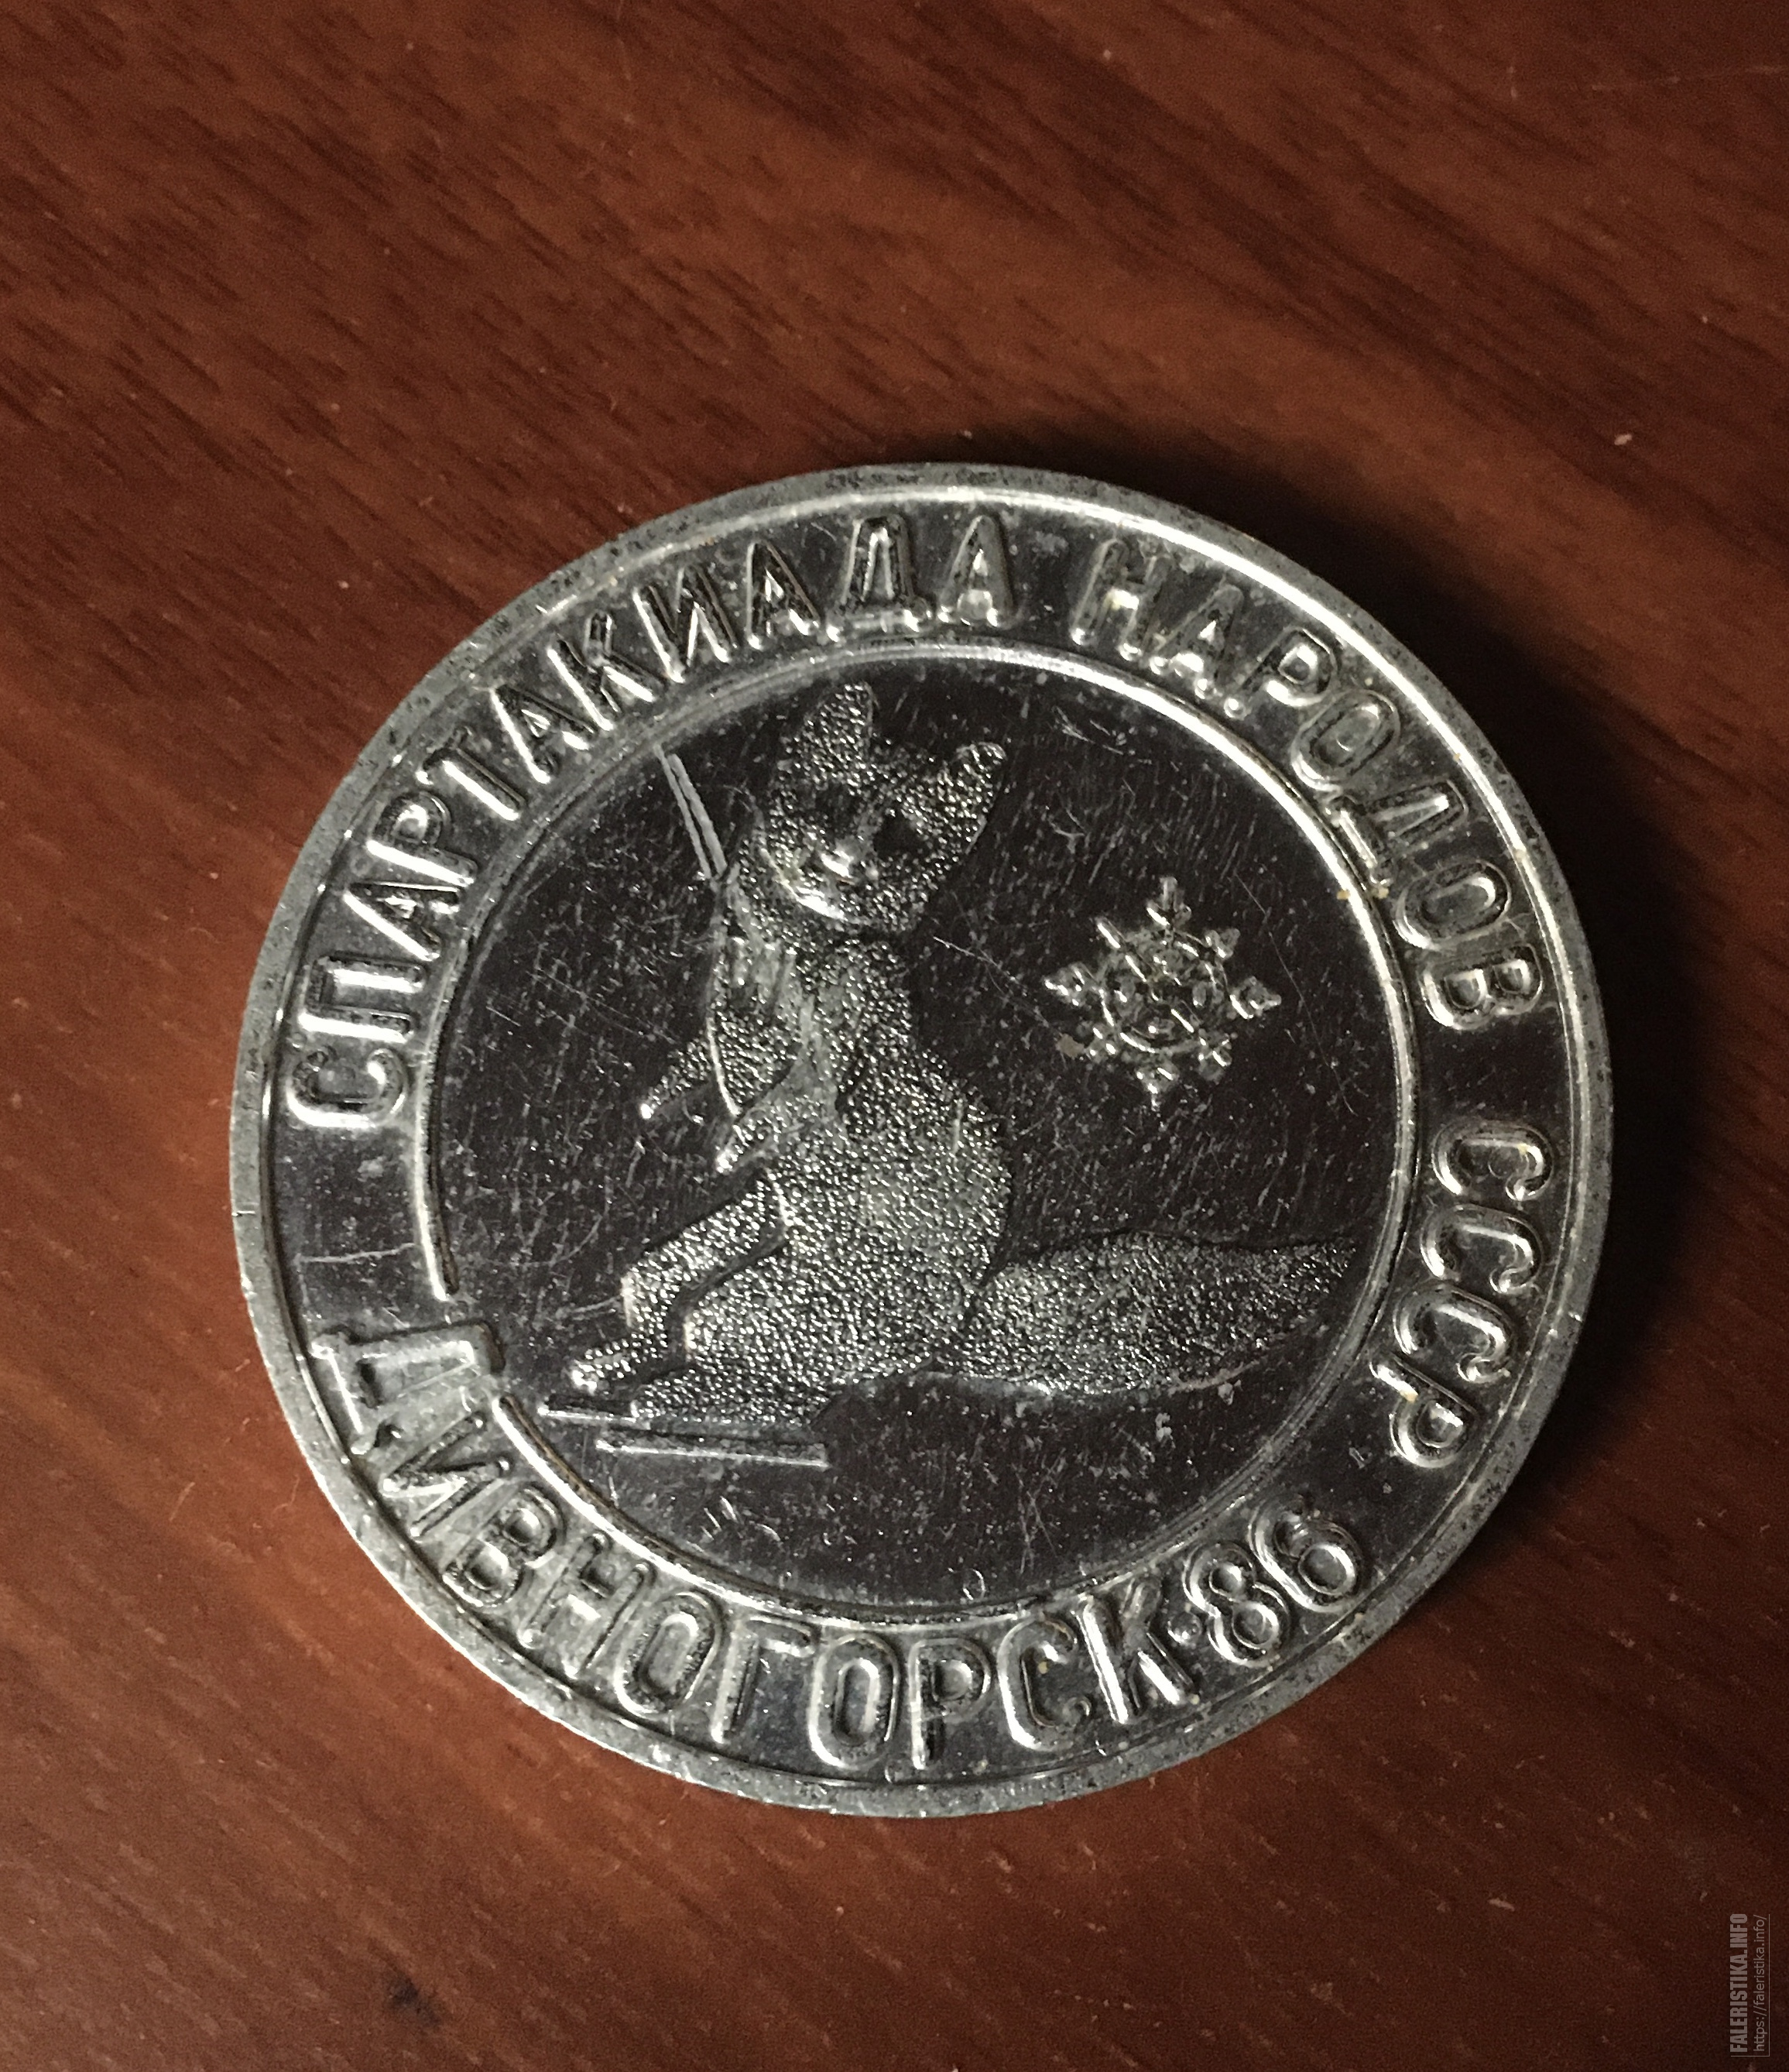 СПАРТАКИАДА НАРОДОВ СССР
ДИВНОГОРСК·86
FALERISTIKA.INFO
https://faleristika.info/